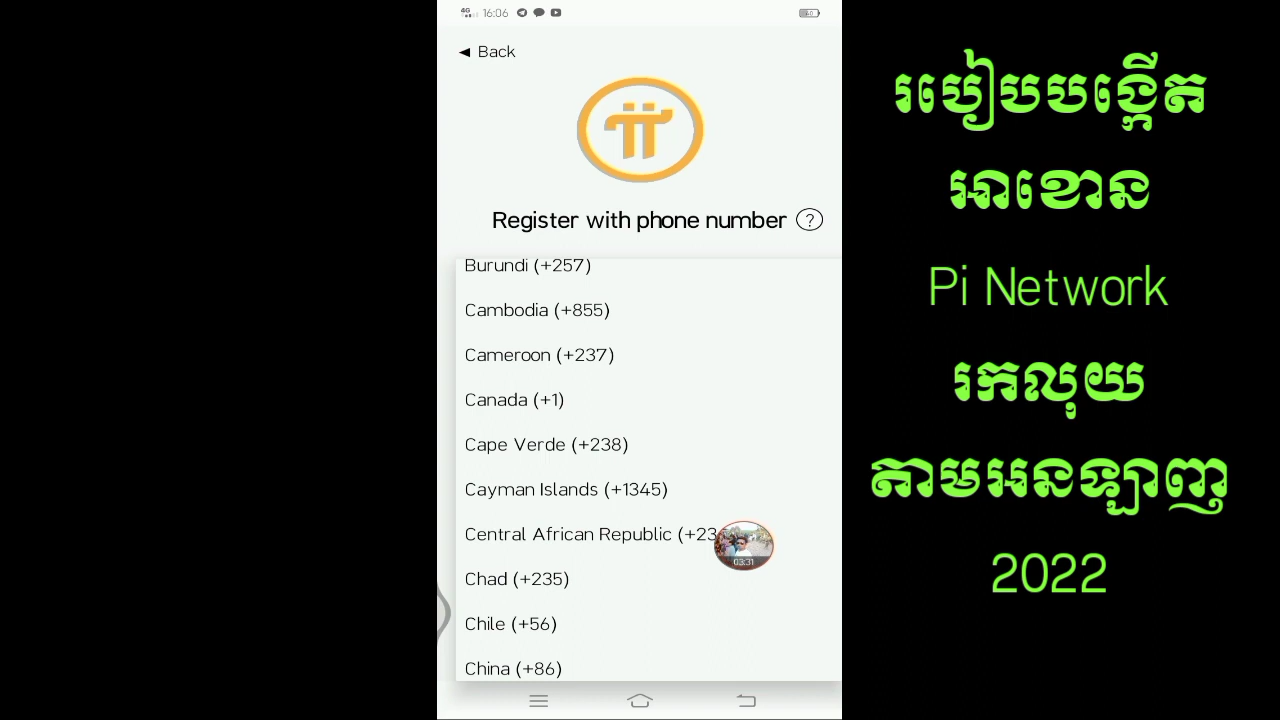 4G 16:06
◄ Back
Register with phone number ?
Burundi (+257)
Cambodia (+855)
Cameroon (+237)
Canada (+1)
Cape Verde (+238)
Cayman Islands (+1345)
Central African Republic (+23
03:31
Chad (+235)
Chile (+56)
China (+86)
របៀបបង្កើត
អាខោន
Pi Network
រកលុយ
តាមអនឡាញ
2022